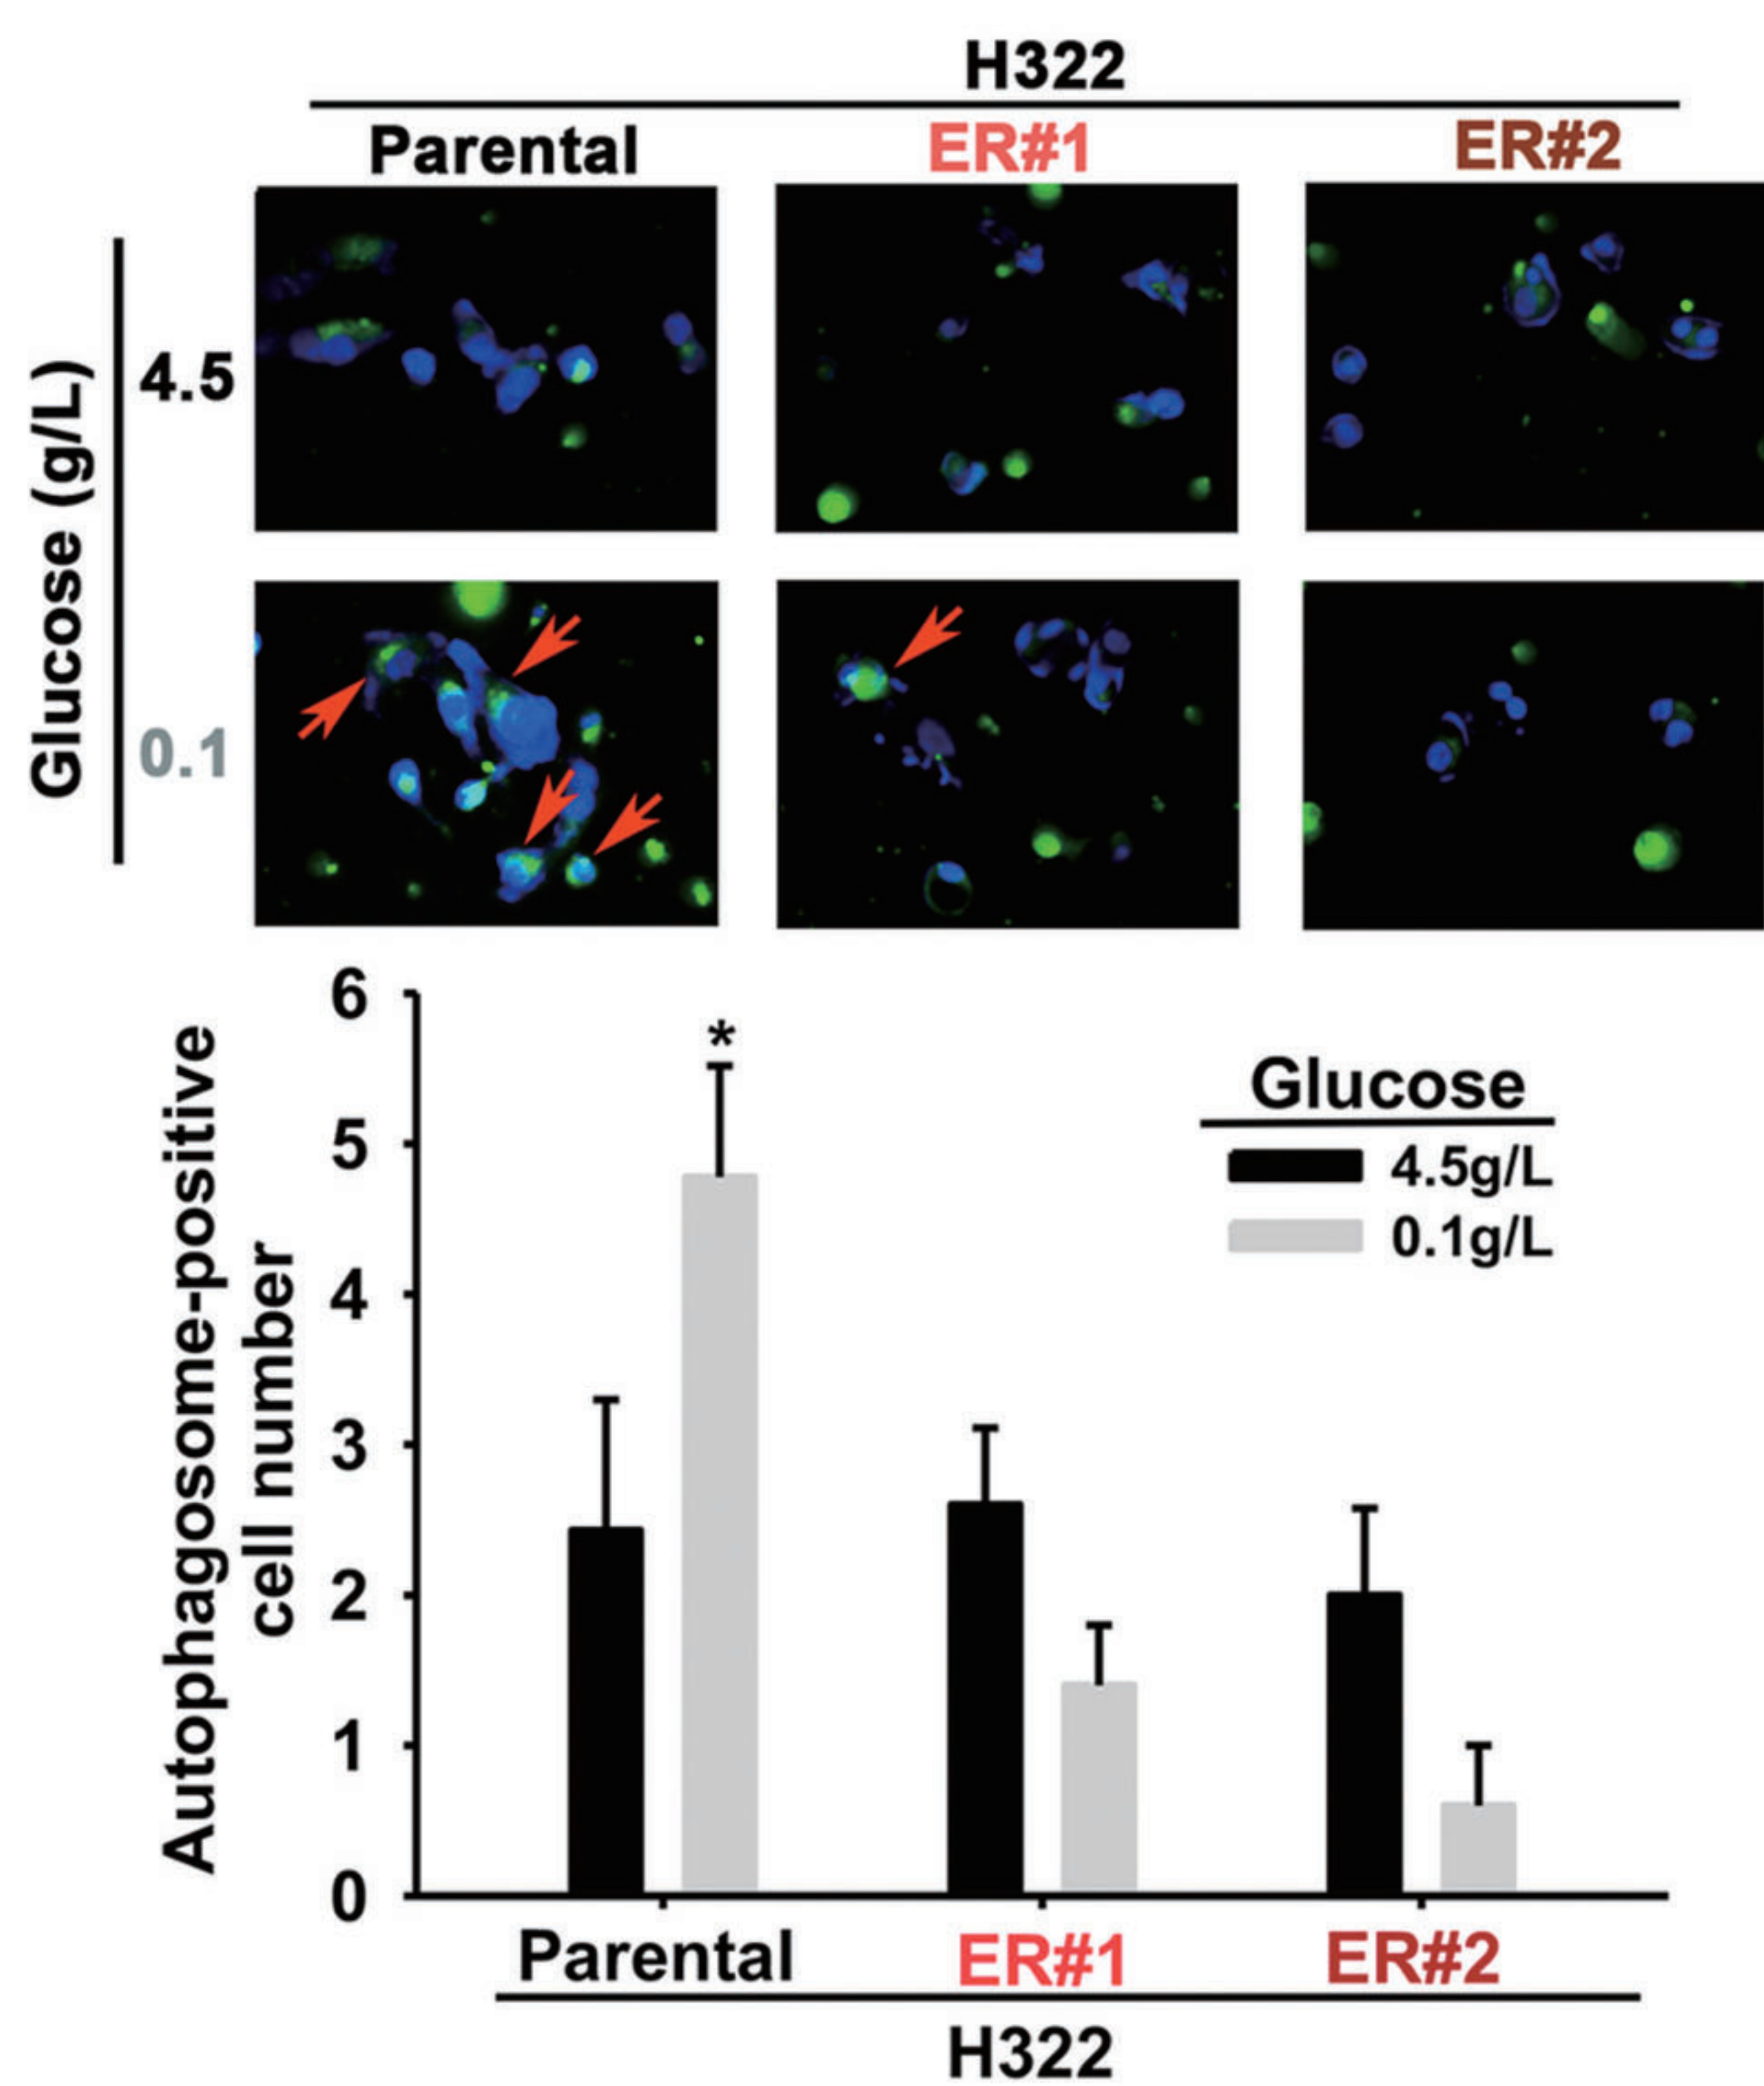 H322
Parental ER#1 ER#2
Glucose (g/L)
4.5
0.1
Autophagosome-positive
cell number
6
5
4
3
2
1
0
*
Glucose
4.5g/L
0.1g/L
Parental ER#1 ER#2
H322